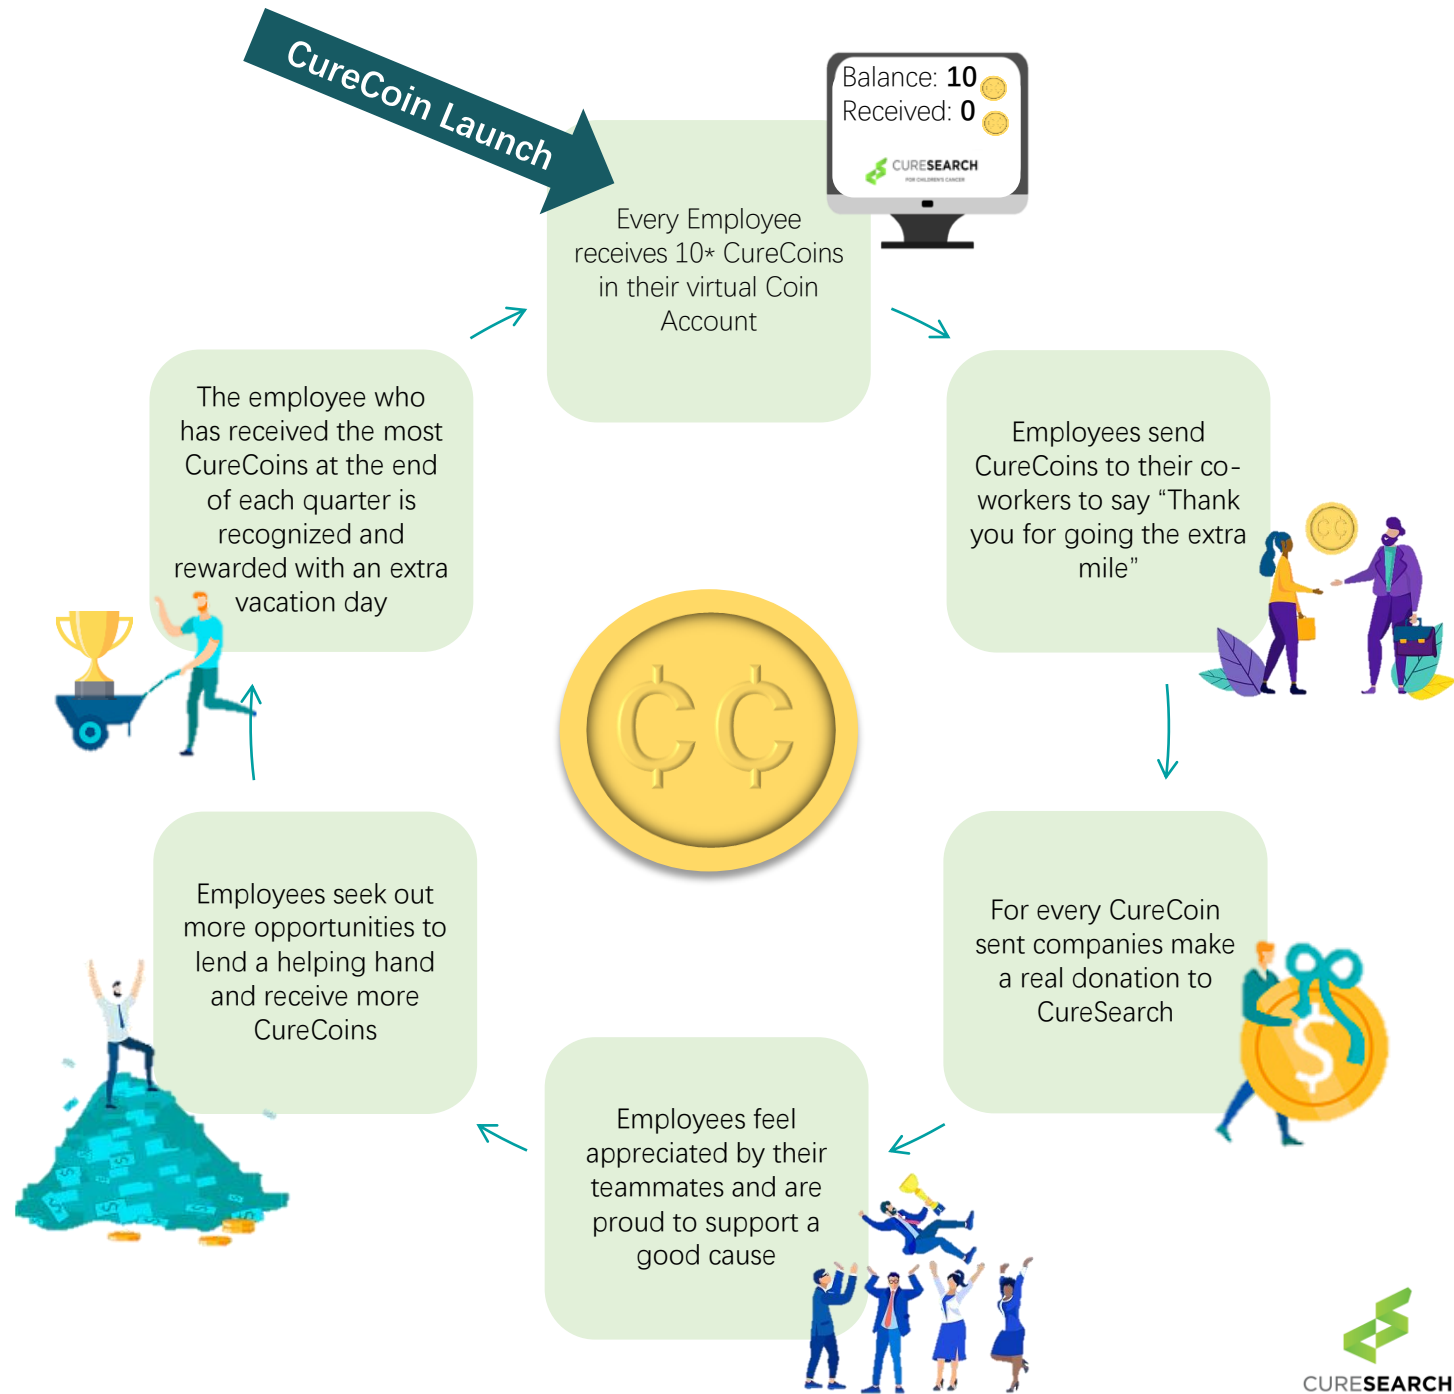 CureCoin Launch
Balance: 10
Received: 0
CURESEARCH
FOR CHILDREN'S CANCER
Every Employee
receives 10* CureCoins
in their virtual Coin
Account
Employees send
CureCoins to their co-
workers to say “Thank
you for going the extra
mile”
For every CureCoin
sent companies make
a real donation to
CureSearch
Employees feel
appreciated by their
teammates and are
proud to support a
good cause
Employees seek out
more opportunities to
lend a helping hand
and receive more
CureCoins
The employee who
has received the most
CureCoins at the end
of each quarter is
recognized and
rewarded with an extra
vacation day
₵₵
$
CURESEARCH